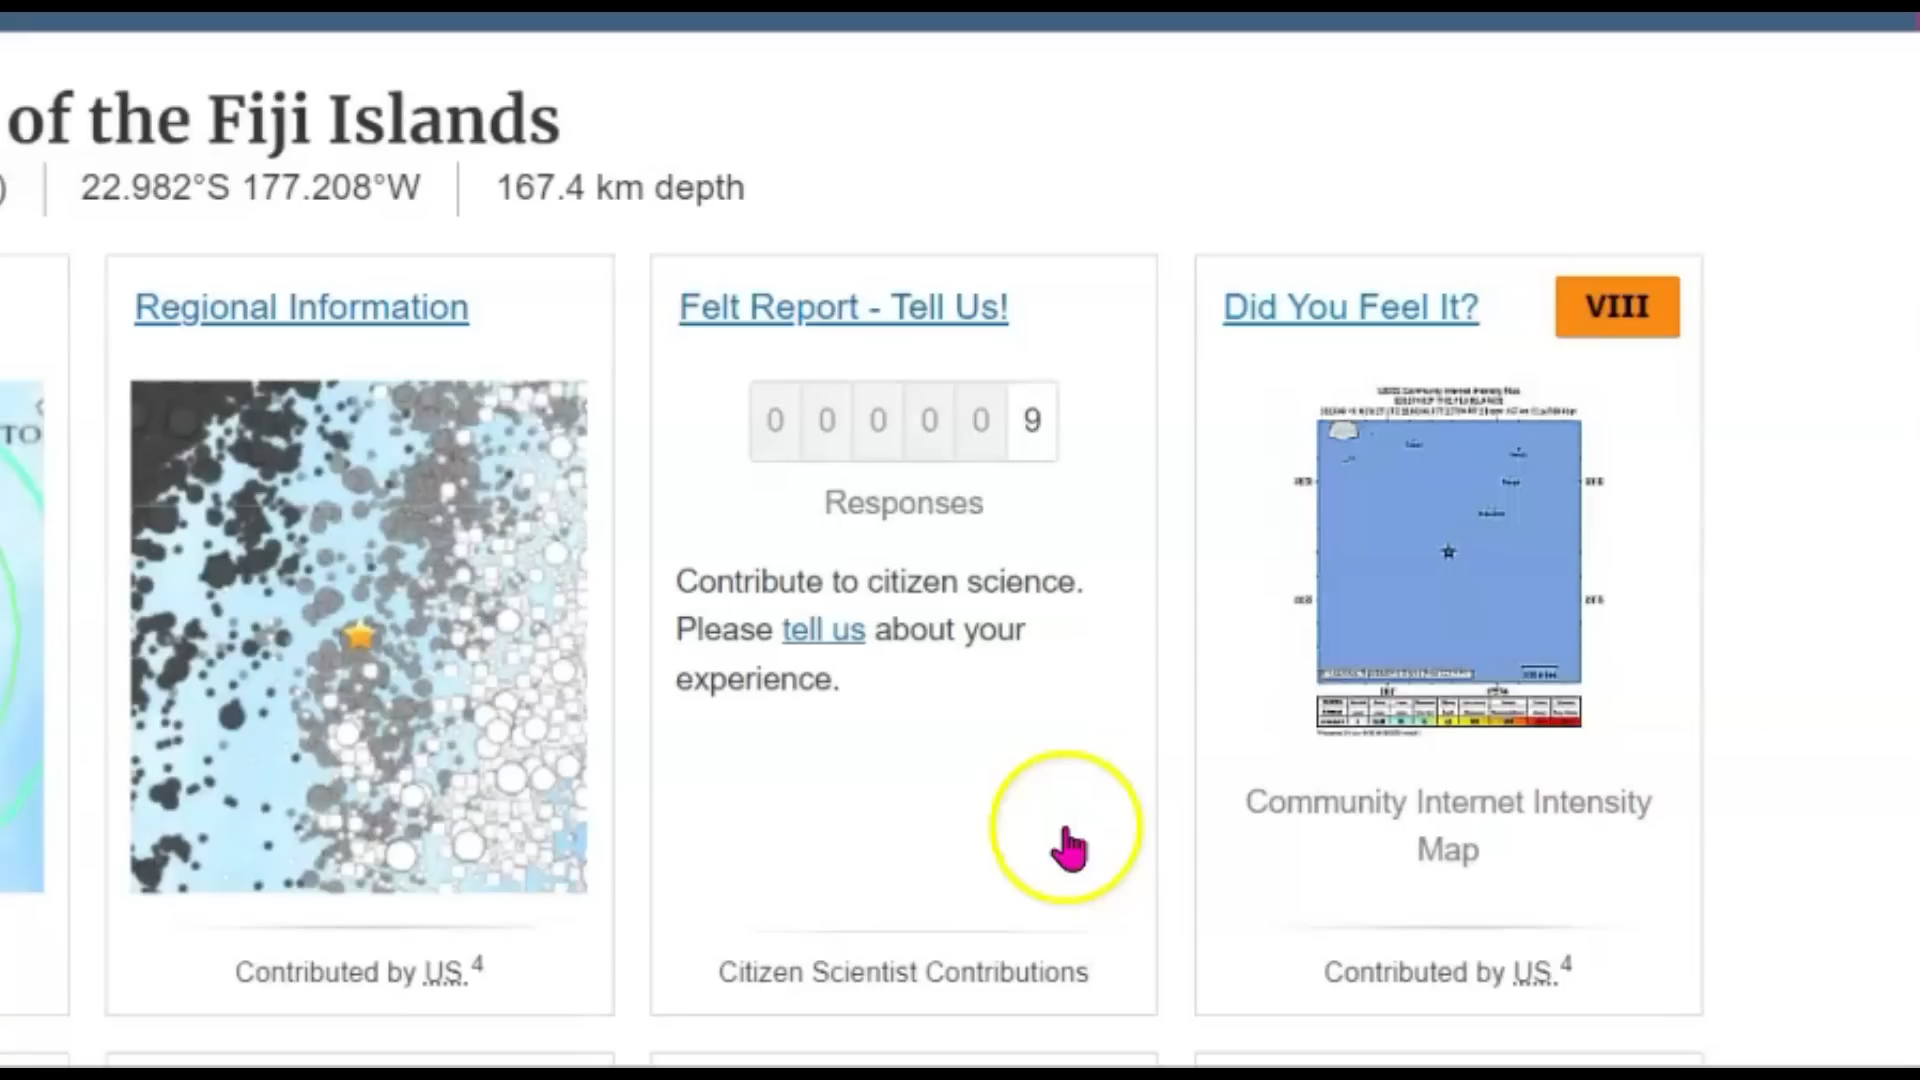 of the Fiji Islands
) 22.982°S 177.208°W 167.4 km depth
Regional Information
Contributed by US 4
Felt Report - Tell Us!
0 0 0 0 0 9
Responses
Contribute to citizen science.
Please tell us about your
experience.
Citizen Scientist Contributions
Did You Feel It?
VIII
Community Internet Intensity
Map
Contributed by US 4
TO